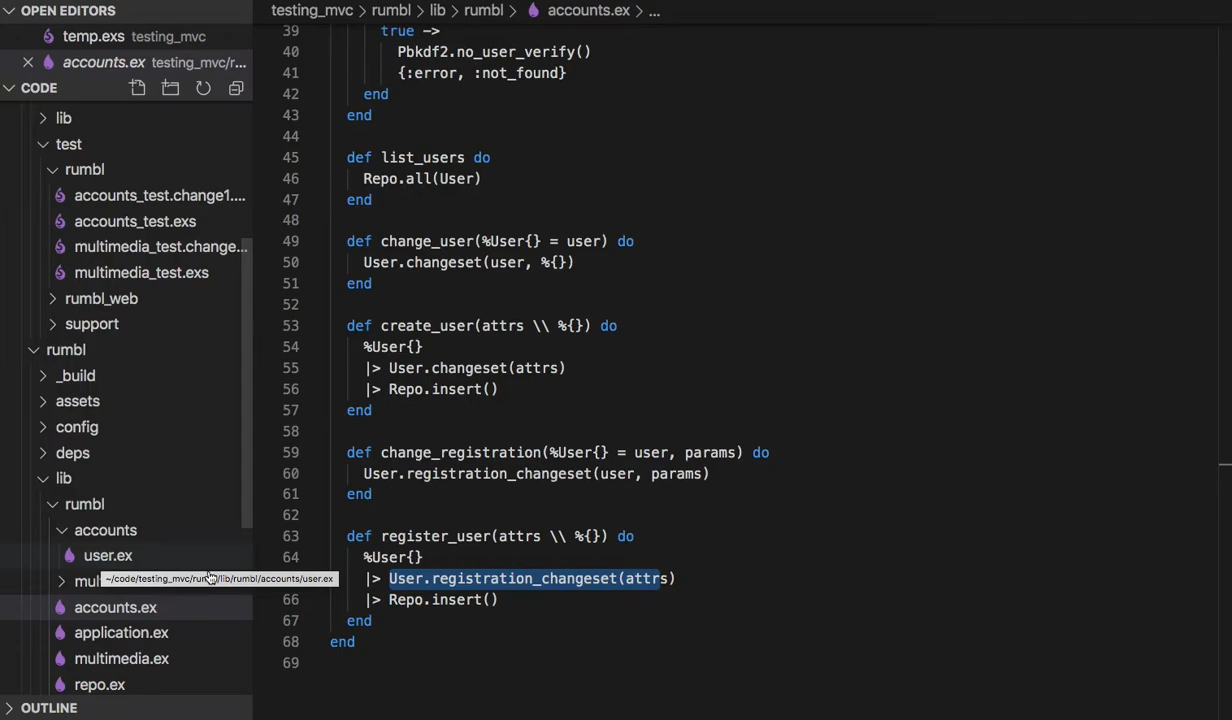 OPEN EDITORS
temp.exs testing_mvc
accounts.ex testing_mvc/r...
CODE
lib
test
rumbl
accounts_test.change1....
accounts_test.exs
multimedia_test.change...
multimedia_test.exs
rumbl_web
support
rumbl
_build
assets
config
deps
lib
rumbl
accounts
user.ex
~/code/testing_mvc/rumbl/lib/rumbl/accounts/user.ex
accounts.ex
application.ex
multimedia.ex
repo.ex
OUTLINE
testing_mvc > rumbl > lib > rumbl > accounts.ex > ...
39 true ->
40 Pbkdf2.no_user_verify()
41 {:error, :not_found}
42 end
43 end
44
45 def list_users do
46 Repo.all(User)
47 end
48
49 def change_user(%User{} = user) do
50 User.changeset(user, %{})
51 end
52
53 def create_user(attrs \\ %{}) do
54 %User{}
55 |> User.changeset(attrs)
56 |> Repo.insert()
57 end
58
59 def change_registration(%User{} = user, params) do
60 User.registration_changeset(user, params)
61 end
62
63 def register_user(attrs \\ %{}) do
64 %User{}
|> User.registration_changeset(attrs)
66 |> Repo.insert()
67 end
68 end
69